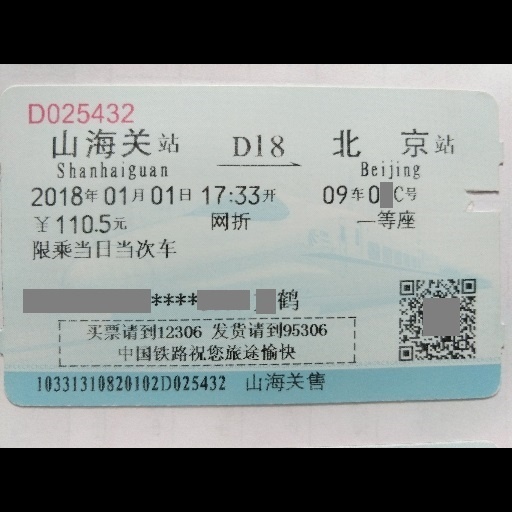 D025432
山海关站 D18 北京站
Shanhaiguan Beijing
2018年01月01日17:33开 09车0 C号
￥110.5元 网折 一等座
限乘当日当次车
**** 鹤
买票请到12306 发货请到95306
中国铁路祝您旅途愉快
10331310820102D025432 山海关售